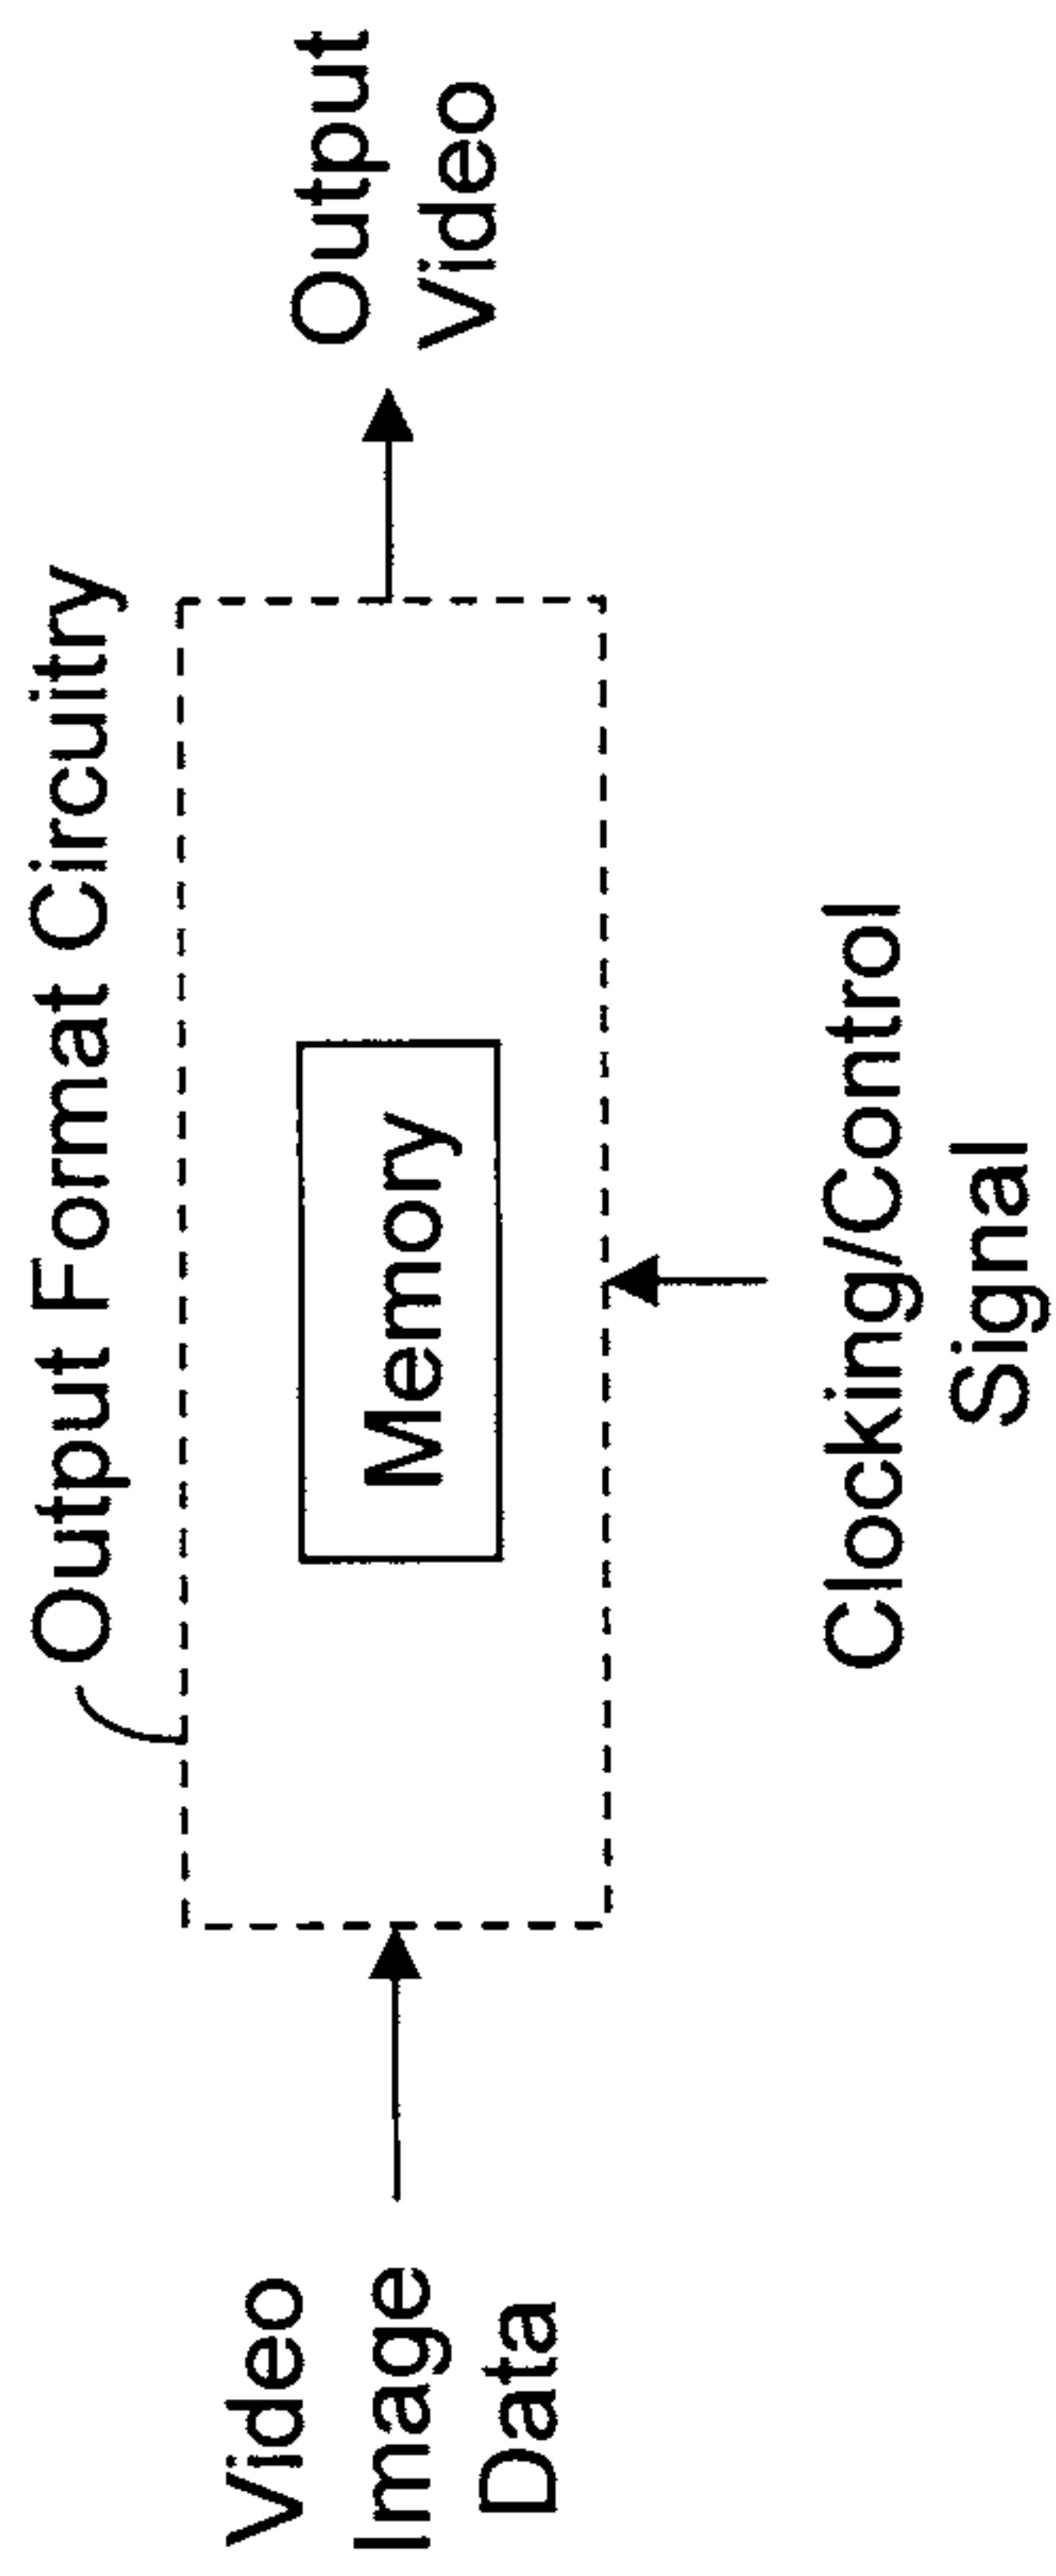 Output Format Circuitry
Video
Image
Data
Memory
Output
Video
Clocking/Control
Signal